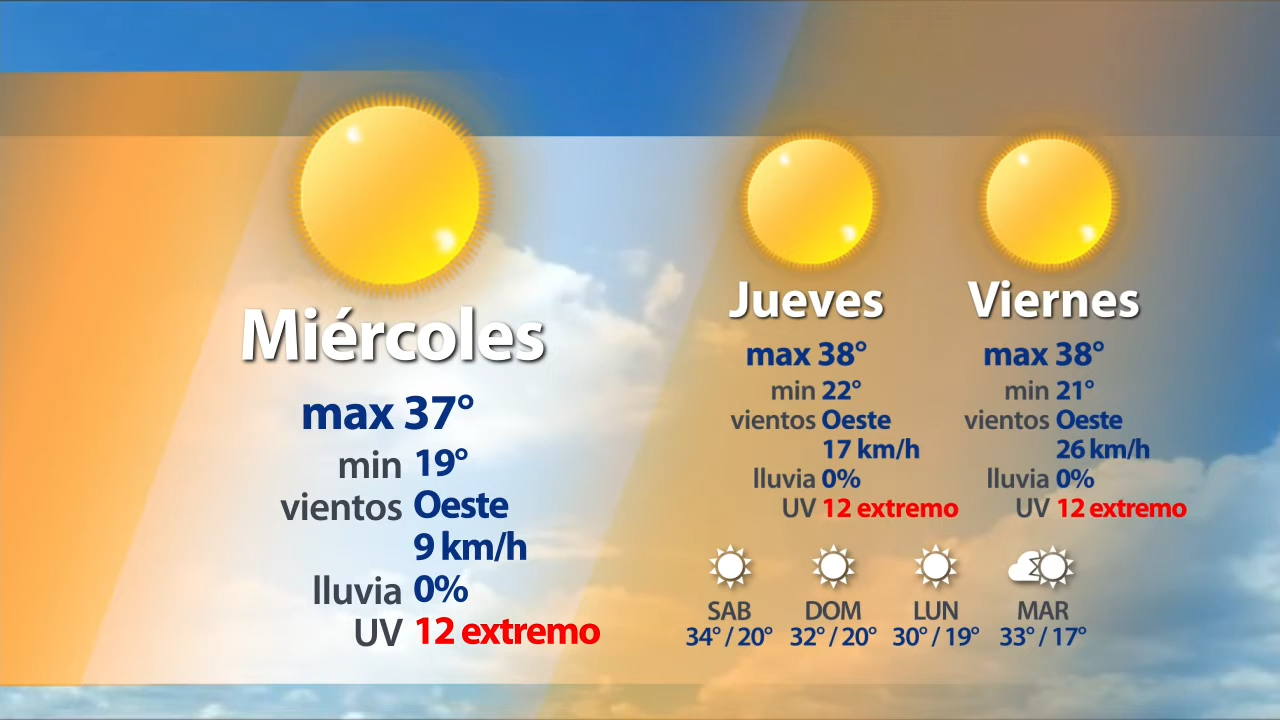 Miércoles
max 37°
min 19°
vientos Oeste
9 km/h
lluvia 0%
UV 12 extremo
Jueves
max 38°
min 22°
vientos Oeste
17 km/h
lluvia 0%
UV 12 extremo
Viernes
max 38°
min 21°
vientos Oeste
26 km/h
lluvia 0%
UV 12 extremo
SAB
34° / 20°
DOM
32° / 20°
LUN
30° / 19°
MAR
33° / 17°